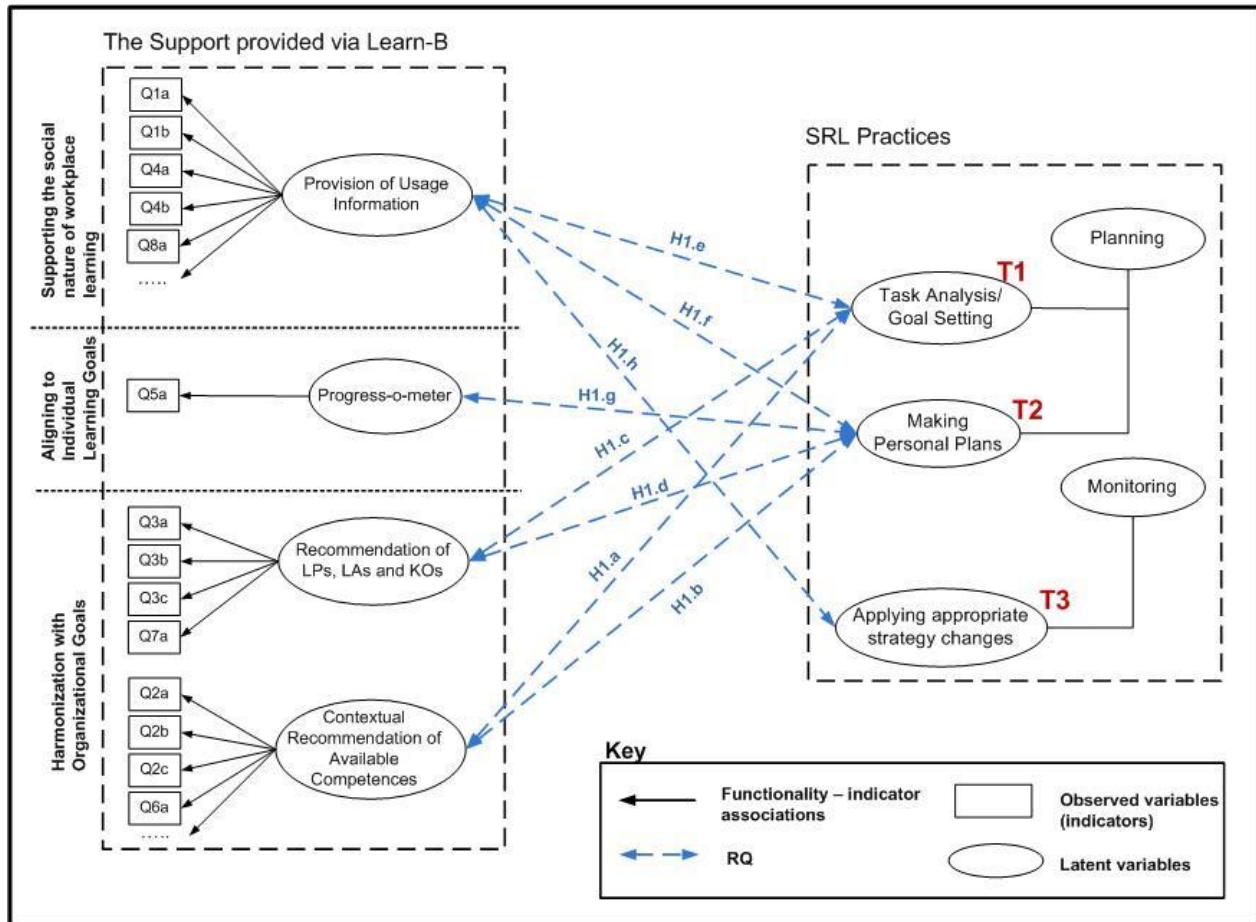 The Support provided via Learn-B
Supporting the social
nature of workplace
learning
Q1a
Q1b
Q4a
Q4b
Q8a
.....
Provision of Usage
Information
Aligning to
Individual
Learning Goals
Q5a
Progress-o-meter
Harmonization with
Organizational Goals
Q3a
Q3b
Q3c
Q7a
Recommendation of
LPs, LAs and KOs
Q2a
Q2b
Q2c
Q6a
.....
Contextual
Recommendation of
Available
Competences
H1.e
H1.f
H1.h
H1.g
H1.c
H1.d
H1.a
H1.b
SRL Practices
Planning
T1
Task Analysis/
Goal Setting
T2
Making
Personal Plans
Monitoring
T3
Applying appropriate
strategy changes
Key
Functionality – indicator
associations
Observed variables
(indicators)
RQ
Latent variables